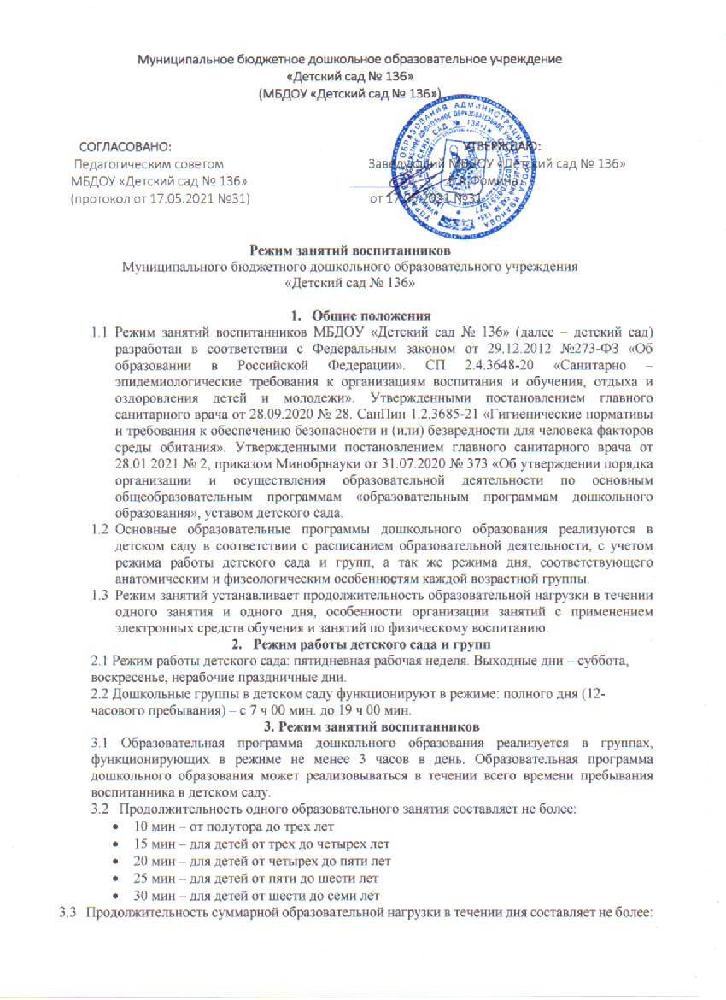 Муниципальное бюджетное дошкольное образовательное учреждение
«Детский сад № 136»
(МБДОУ «Детский сад № 136»)
СОГЛАСОВАНО:
Педагогическим советом
МБДОУ «Детский сад № 136»
(протокол от 17.05.2021 №31)
УТВЕРЖДАЮ:
Заведующий МБДОУ «Детский сад № 136»
Е.А.Фомина
от 17.05.2021 №31
Режим занятий воспитанников
Муниципального бюджетного дошкольного образовательного учреждения
«Детский сад № 136»
1. Общие положения
1.1 Режим занятий воспитанников МБДОУ «Детский сад № 136» (далее – детский сад)
разработан в соответствии с Федеральным законом от 29.12.2012 №273-ФЗ «Об
образовании в Российской Федерации». СП 2.4.3648-20 «Санитарно –
эпидемиологические требования к организациям воспитания и обучения, отдыха и
оздоровления детей и молодежи». Утвержденными постановлением главного
санитарного врача от 28.09.2020 № 28. СанПин 1.2.3685-21 «Гигиенические нормативы
и требования к обеспечению безопасности и (или) безвредности для человека факторов
среды обитания». Утвержденными постановлением главного санитарного врача от
28.01.2021 № 2, приказом Минобрнауки от 31.07.2020 № 373 «Об утверждении порядка
организации и осуществления образовательной деятельности по основным
общеобразовательным программам «образовательным программам дошкольного
образования», уставом детского сада.
1.2 Основные образовательные программы дошкольного образования реализуются в
детском саду в соответствии с расписанием образовательной деятельности, с учетом
режима работы детского сада и групп, а так же режима дня, соответствующего
анатомическим и физеологическим особенностям каждой возрастной группы.
1.3 Режим занятий устанавливает продолжительность образовательной нагрузки в течении
одного занятия и одного дня, особенности организации занятий с применением
электронных средств обучения и занятий по физическому воспитанию.
2. Режим работы детского сада и групп
2.1 Режим работы детского сада: пятидневная рабочая неделя. Выходные дни – суббота,
воскресенье, нерабочие праздничные дни.
2.2 Дошкольные группы в детском саду функционируют в режиме: полного дня (12-
часового пребывания) – с 7 ч 00 мин. до 19 ч 00 мин.
3. Режим занятий воспитанников
3.1 Образовательная программа дошкольного образования реализуется в группах,
функционирующих в режиме не менее 3 часов в день. Образовательная программа
дошкольного образования может реализовываться в течении всего времени пребывания
воспитанника в детском саду.
3.2 Продолжительность одного образовательного занятия составляет не более:
• 10 мин – от полутора до трех лет
• 15 мин – для детей от трех до четырех лет
• 20 мин – для детей от четырех до пяти лет
• 25 мин – для детей от пяти до шести лет
• 30 мин – для детей от шести до семи лет
3.3 Продолжительность суммарной образовательной нагрузки в течении дня составляет не более: